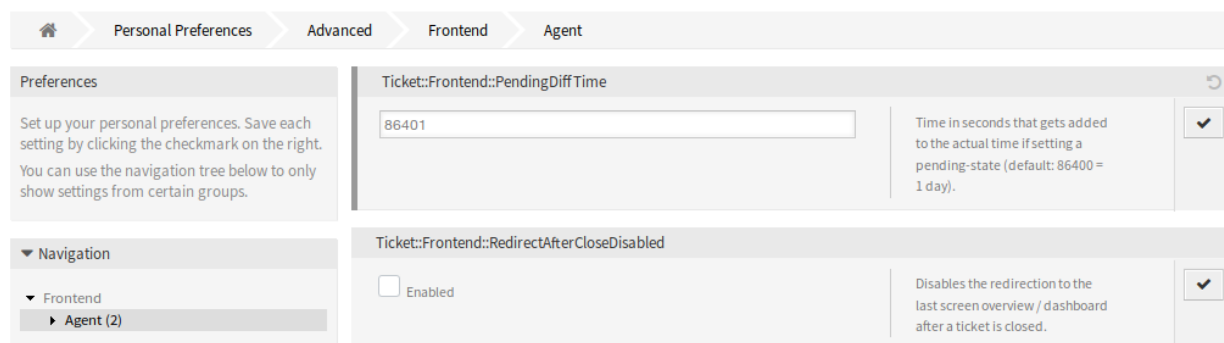 Personal Preferences Advanced Frontend Agent
Preferences
Set up your personal preferences. Save each
setting by clicking the checkmark on the right.
You can use the navigation tree below to only
show settings from certain groups.
Navigation
Frontend
Agent (2)
Ticket::Frontend::PendingDiffTime
86401
Time in seconds that gets added
to the actual time if setting a
pending-state (default: 86400 =
1 day).
Ticket::Frontend::RedirectAfterCloseDisabled
Enabled
Disables the redirection to the
last screen overview / dashboard
after a ticket is closed.